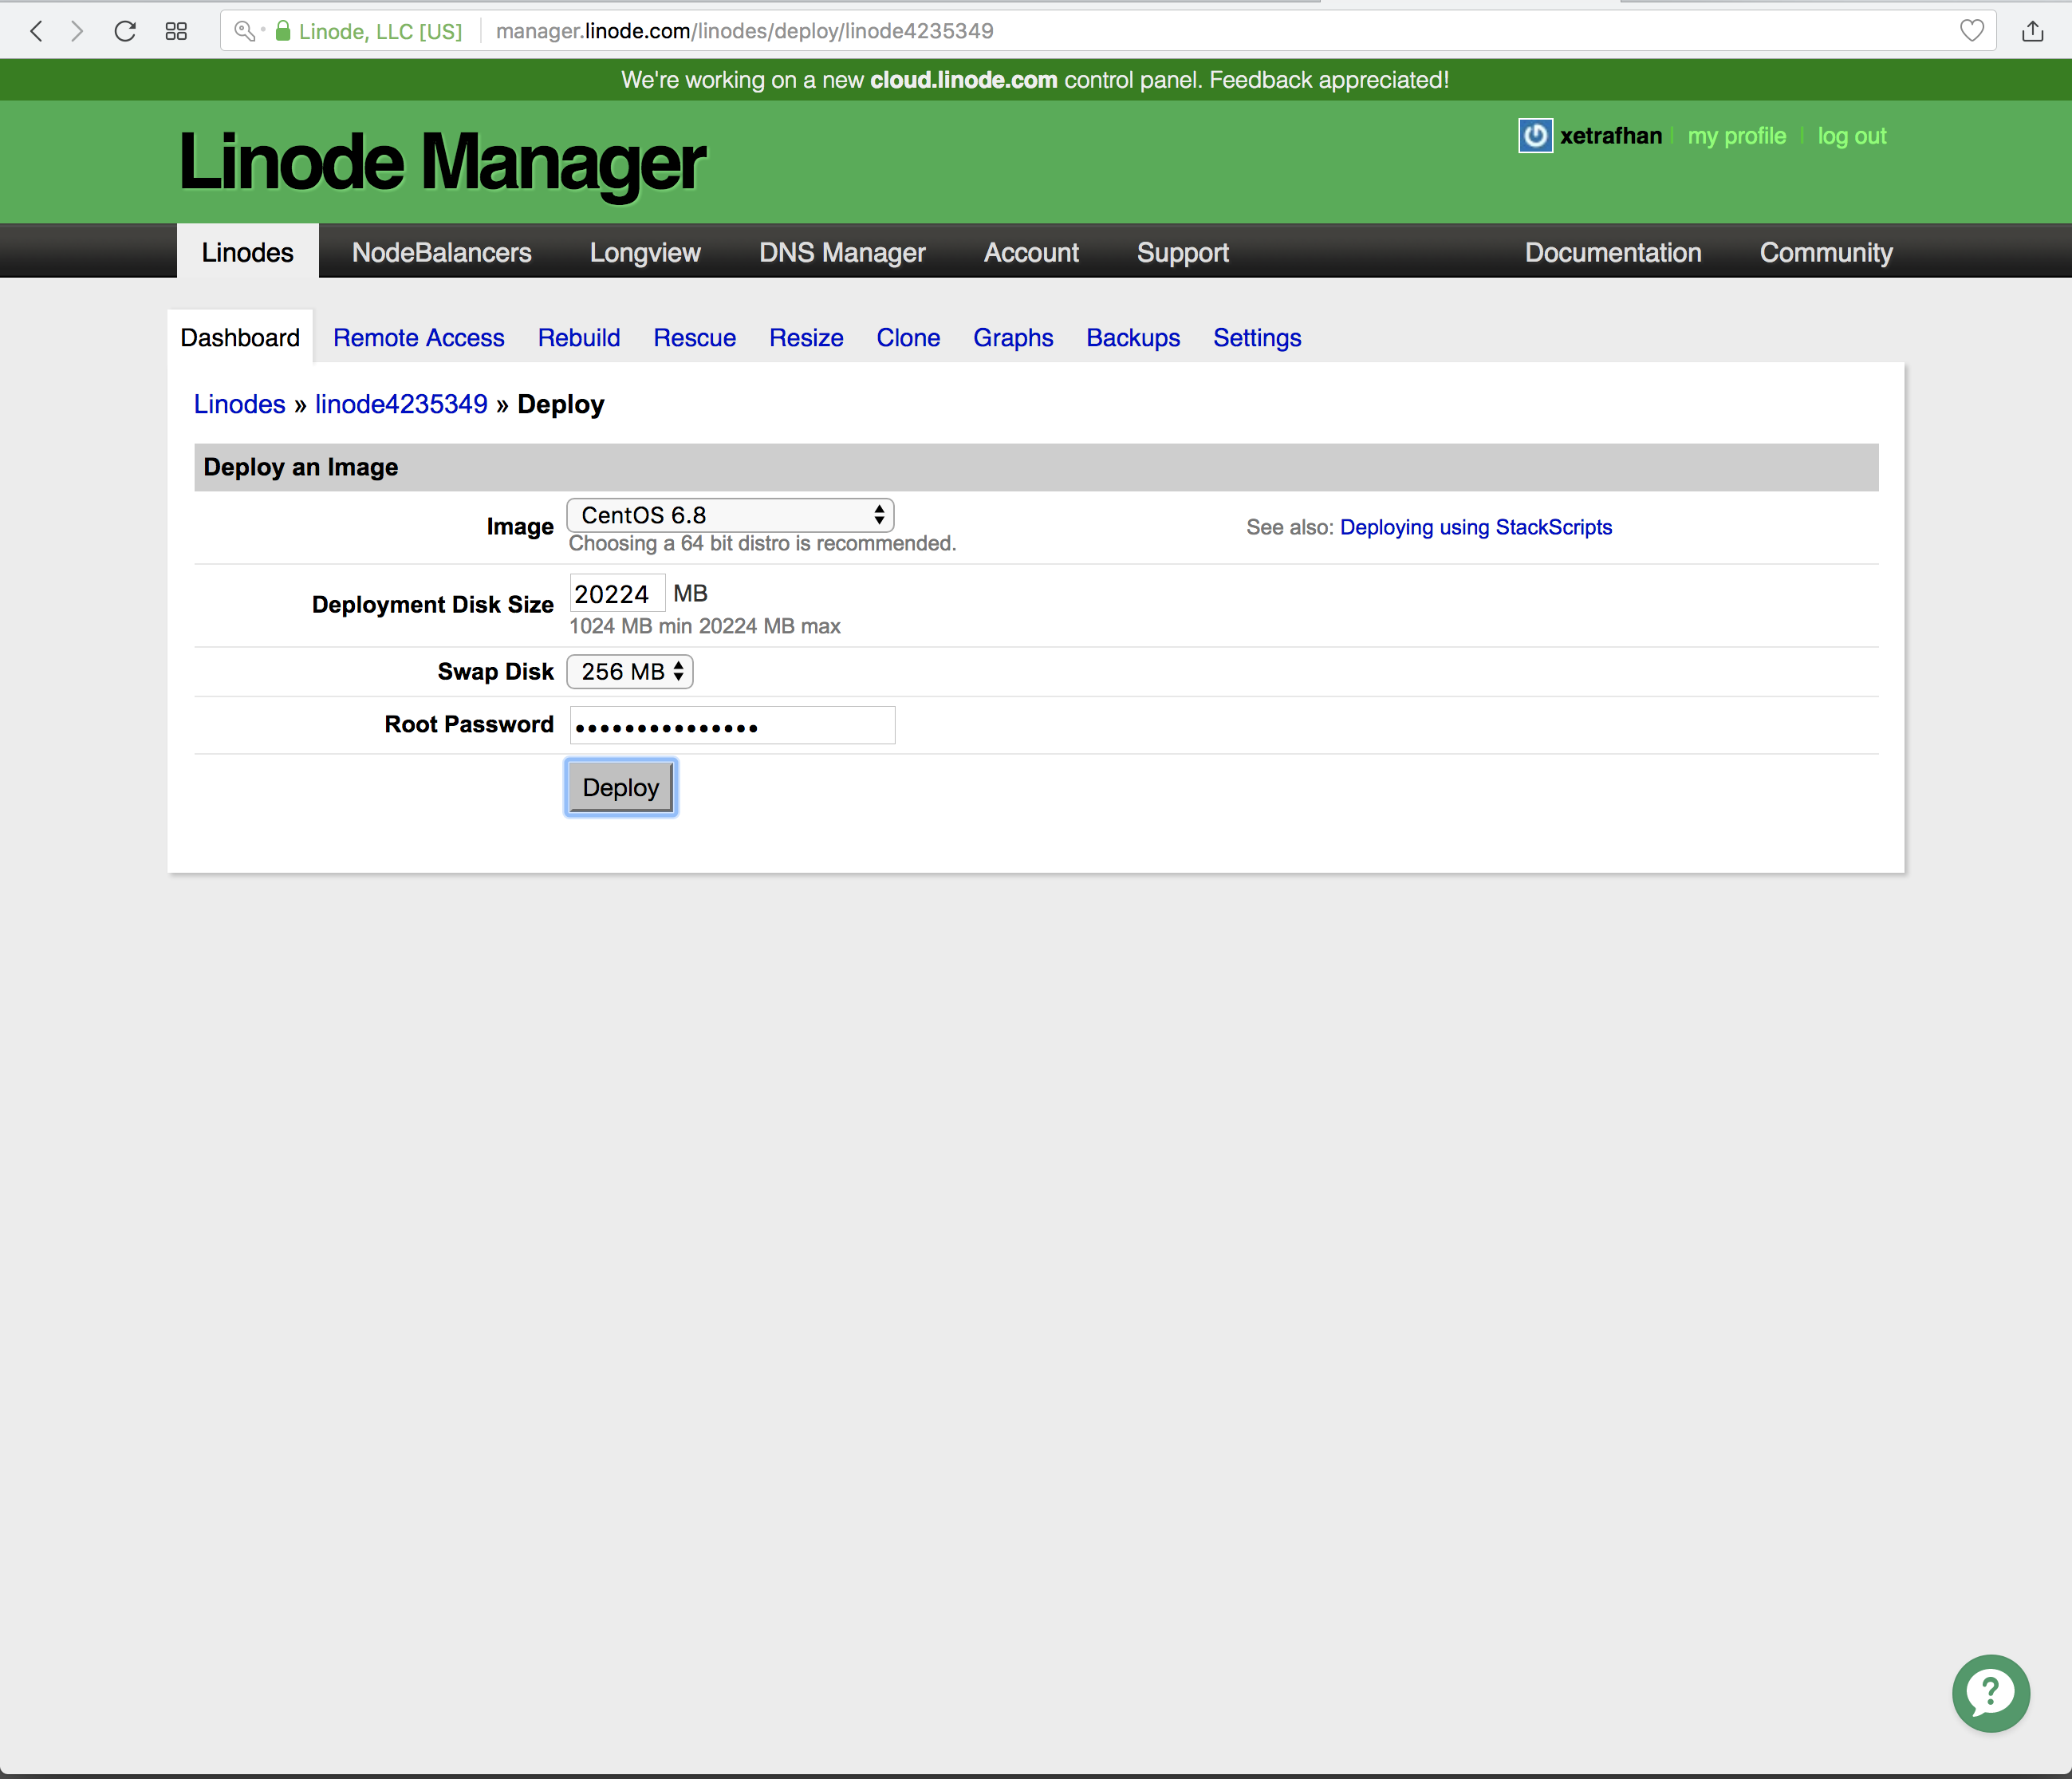 Linode, LLC [US] manager.linode.com/linodes/deploy/linode4235349
We're working on a new cloud.linode.com control panel. Feedback appreciated!
Linode Manager
xetrafhan my profile log out
Linodes NodeBalancers Longview DNS Manager Account Support Documentation Community
Dashboard Remote Access Rebuild Rescue Resize Clone Graphs Backups Settings
Linodes » linode4235349 » Deploy
Deploy an Image
Image CentOS 6.8
Choosing a 64 bit distro is recommended.
See also: Deploying using StackScripts
Deployment Disk Size 20224 MB
1024 MB min 20224 MB max
Swap Disk 256 MB
Root Password •••••••••••••••
Deploy
?